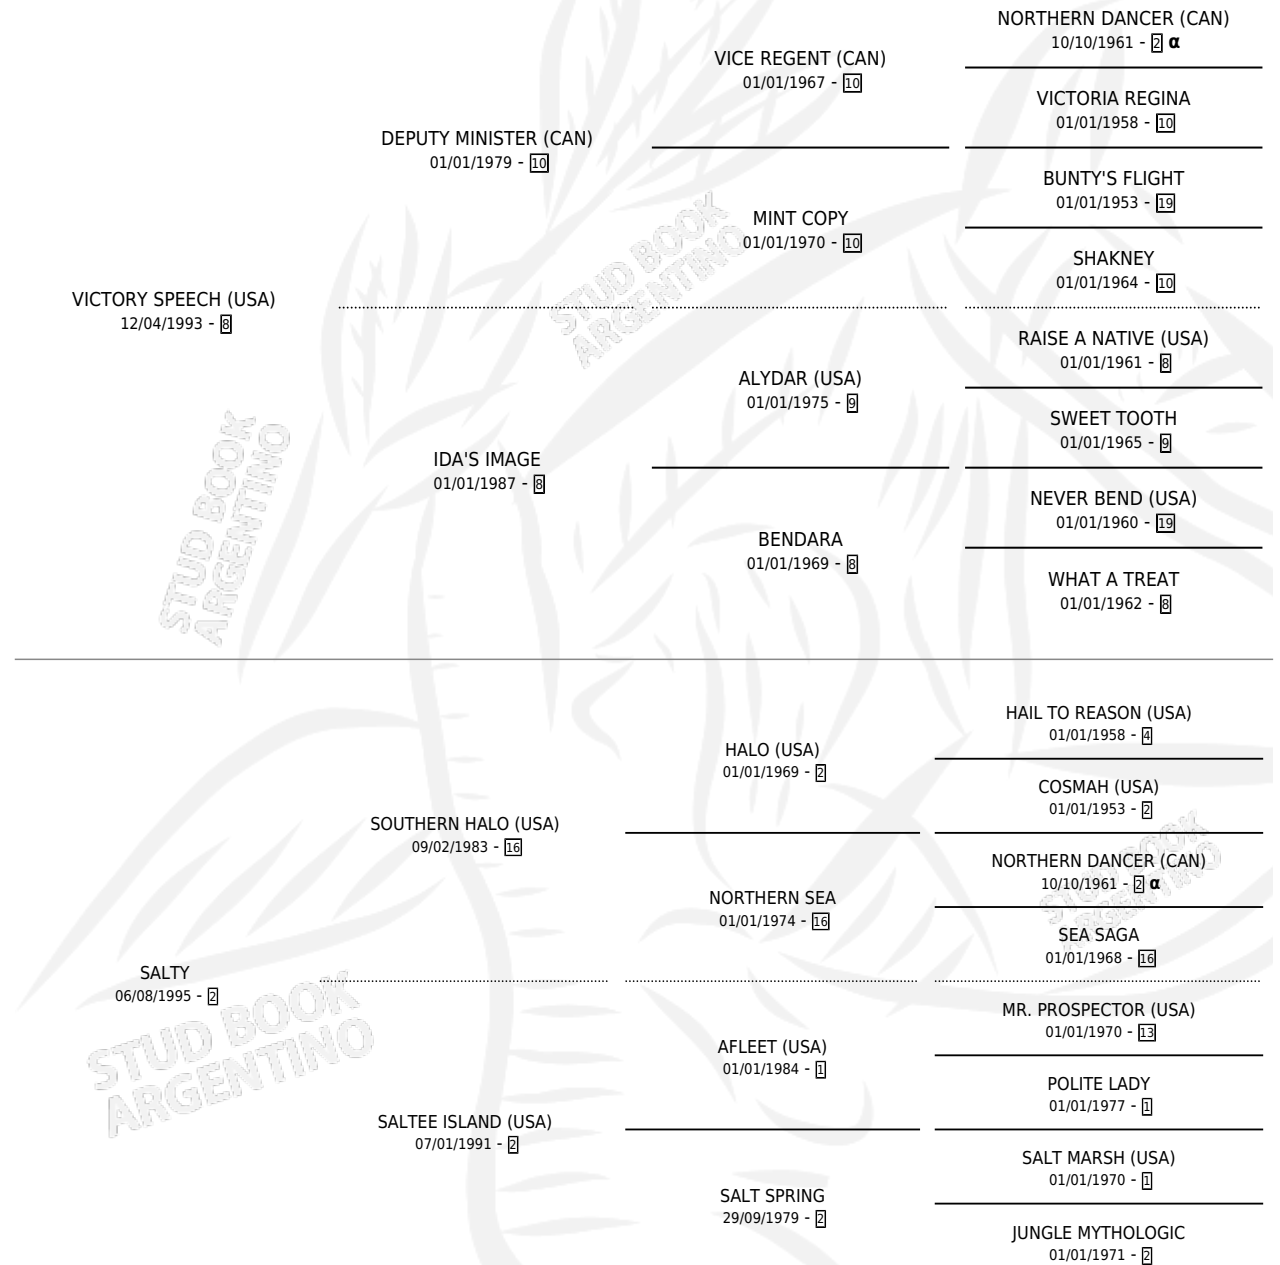 NORTHERN DANCER (CAN)
10/10/1961 - 2 α
VICE REGENT (CAN)
01/01/1967 - 10
VICTORIA REGINA
01/01/1958 - 10
DEPUTY MINISTER (CAN)
01/01/1979 - 10
BUNTY'S FLIGHT
01/01/1953 - 19
MINT COPY
01/01/1970 - 10
SHAKNEY
01/01/1964 - 10
VICTORY SPEECH (USA)
12/04/1993 - 8
RAISE A NATIVE (USA)
01/01/1961 - 8
ALYDAR (USA)
01/01/1975 - 9
SWEET TOOTH
01/01/1965 - 9
IDA'S IMAGE
01/01/1987 - 8
NEVER BEND (USA)
01/01/1960 - 19
BENDARA
01/01/1969 - 8
WHAT A TREAT
01/01/1962 - 8
HAIL TO REASON (USA)
01/01/1958 - 4
HALO (USA)
01/01/1969 - 2
COSMAH (USA)
01/01/1953 - 2
SOUTHERN HALO (USA)
09/02/1983 - 16
NORTHERN DANCER (CAN)
10/10/1961 - 2 α
NORTHERN SEA
01/01/1974 - 16
SEA SAGA
01/01/1968 - 16
SALTY
06/08/1995 - 2
MR. PROSPECTOR (USA)
01/01/1970 - 13
AFLEET (USA)
01/01/1984 - 1
POLITE LADY
01/01/1977 - 1
SALTEE ISLAND (USA)
07/01/1991 - 2
SALT MARSH (USA)
01/01/1970 - 1
SALT SPRING
29/09/1979 - 2
JUNGLE MYTHOLOGIC
01/01/1971 - 2
STUD BOOK
ARGENTINO
STUD BOOK
ARGENTINO
STUD BOOK
ARGENTINO
STUD BOOK
ARGENTINO